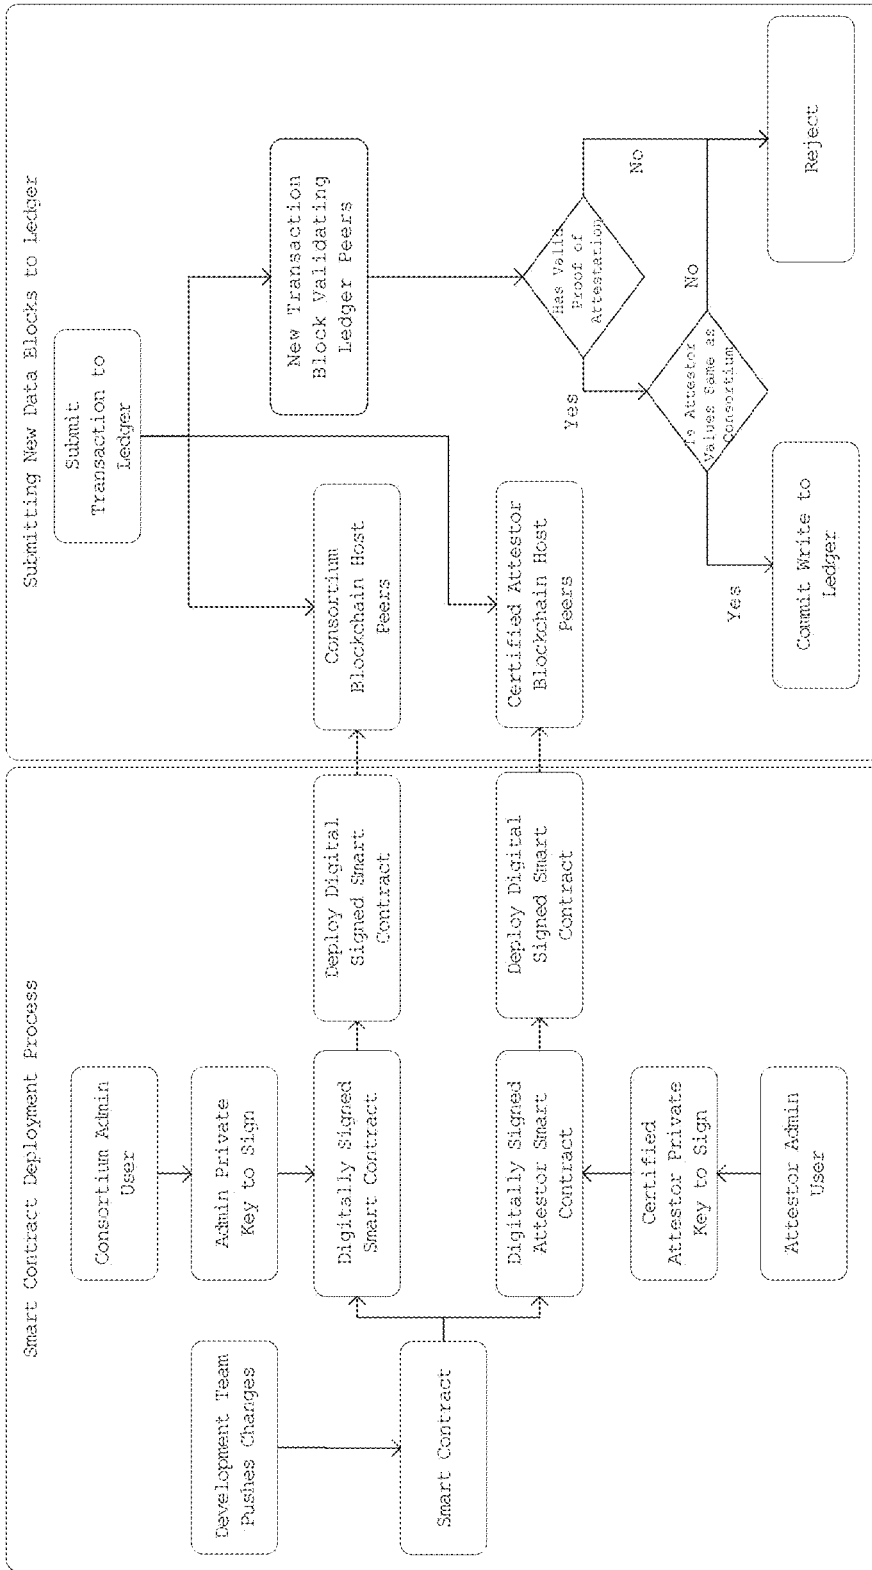 Smart Contract Deployment Process
Development Team
Pushes Changes
Smart Contract
Consortium Admin
User
Admin Private
Key to Sign
Digitally Signed
Smart Contract
Digitally Signed
Attestor Smart
Contract
Certified
Attestor Private
Key to Sign
Attestor Admin
User
Deploy Digital
Signed Smart
Contract
Deploy Digital
Signed Smart
Contract
Submitting New Data Blocks to Ledger
Submit
Transaction to
Ledger
Consortium
Blockchain Host
Peers
Certified Attestor
Blockchain Host
Peers
New Transaction
Block Validating
Ledger Peers
Has Valid
Proof of
Attestation
Yes
No
Is Attestor
Values Same as
Consortium
Yes
No
Commit Write to
Ledger
Reject